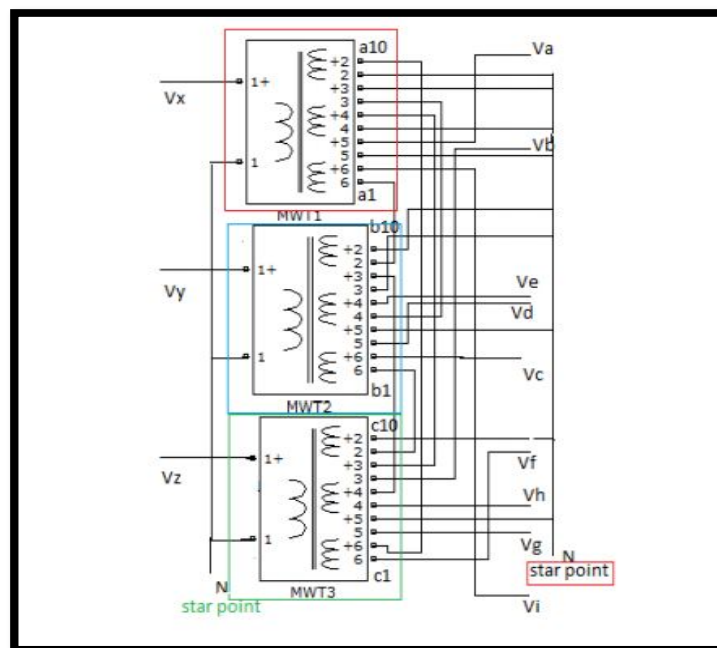 a10
Va
+2
1+
2
Vx
+3
3
+4
4
+5
Vb
5
1
+6
6
a1
MWT1
b10
+2
2
1+
+3
Vy
3
Ve
+4
4
Vd
+5
5
1
+6
Vc
6
b1
MWT2
c10
+2
2
1+
+3
Vf
Vz
3
+4
4
Vh
+5
5
1
+6
Vg
N
6
star point
c1
N
MWT3
star point
Vi